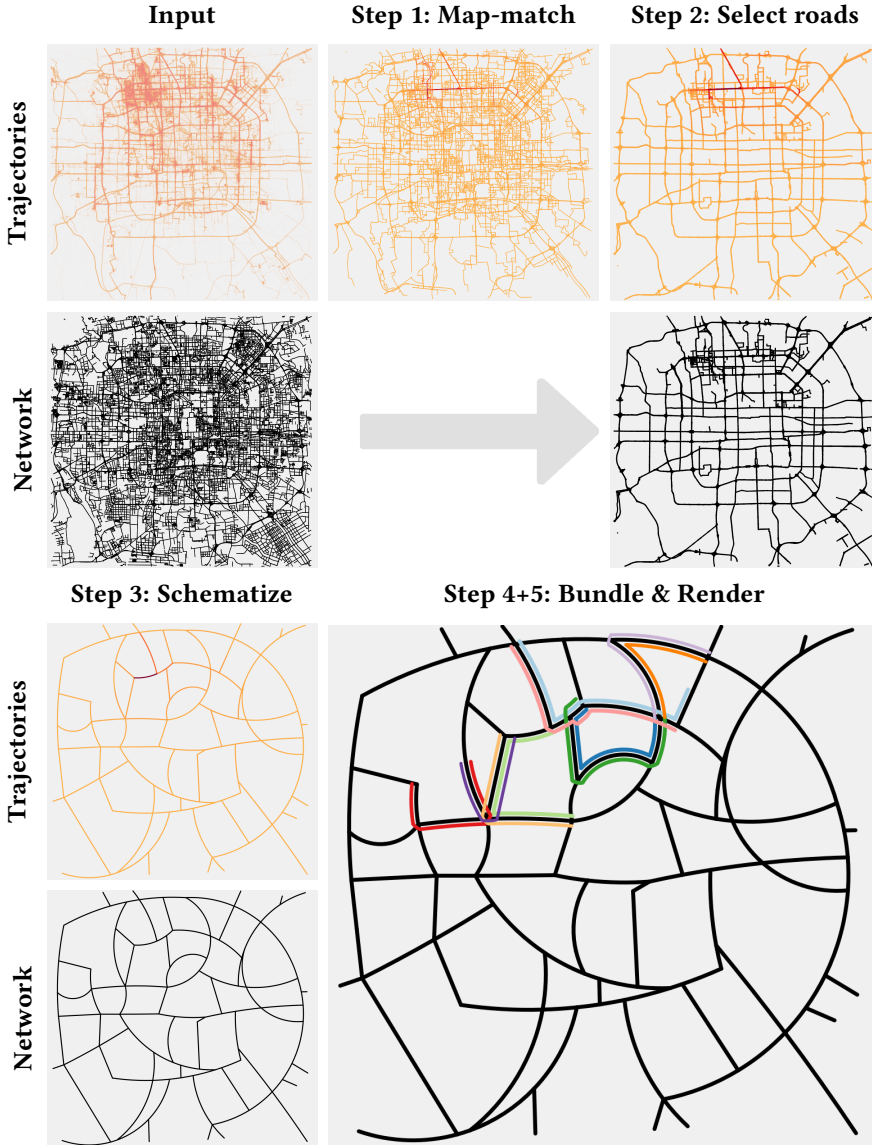 Input
Step 1: Map-match
Step 2: Select roads
Trajectories
Network
Step 3: Schematize
Step 4+5: Bundle & Render
Trajectories
Network